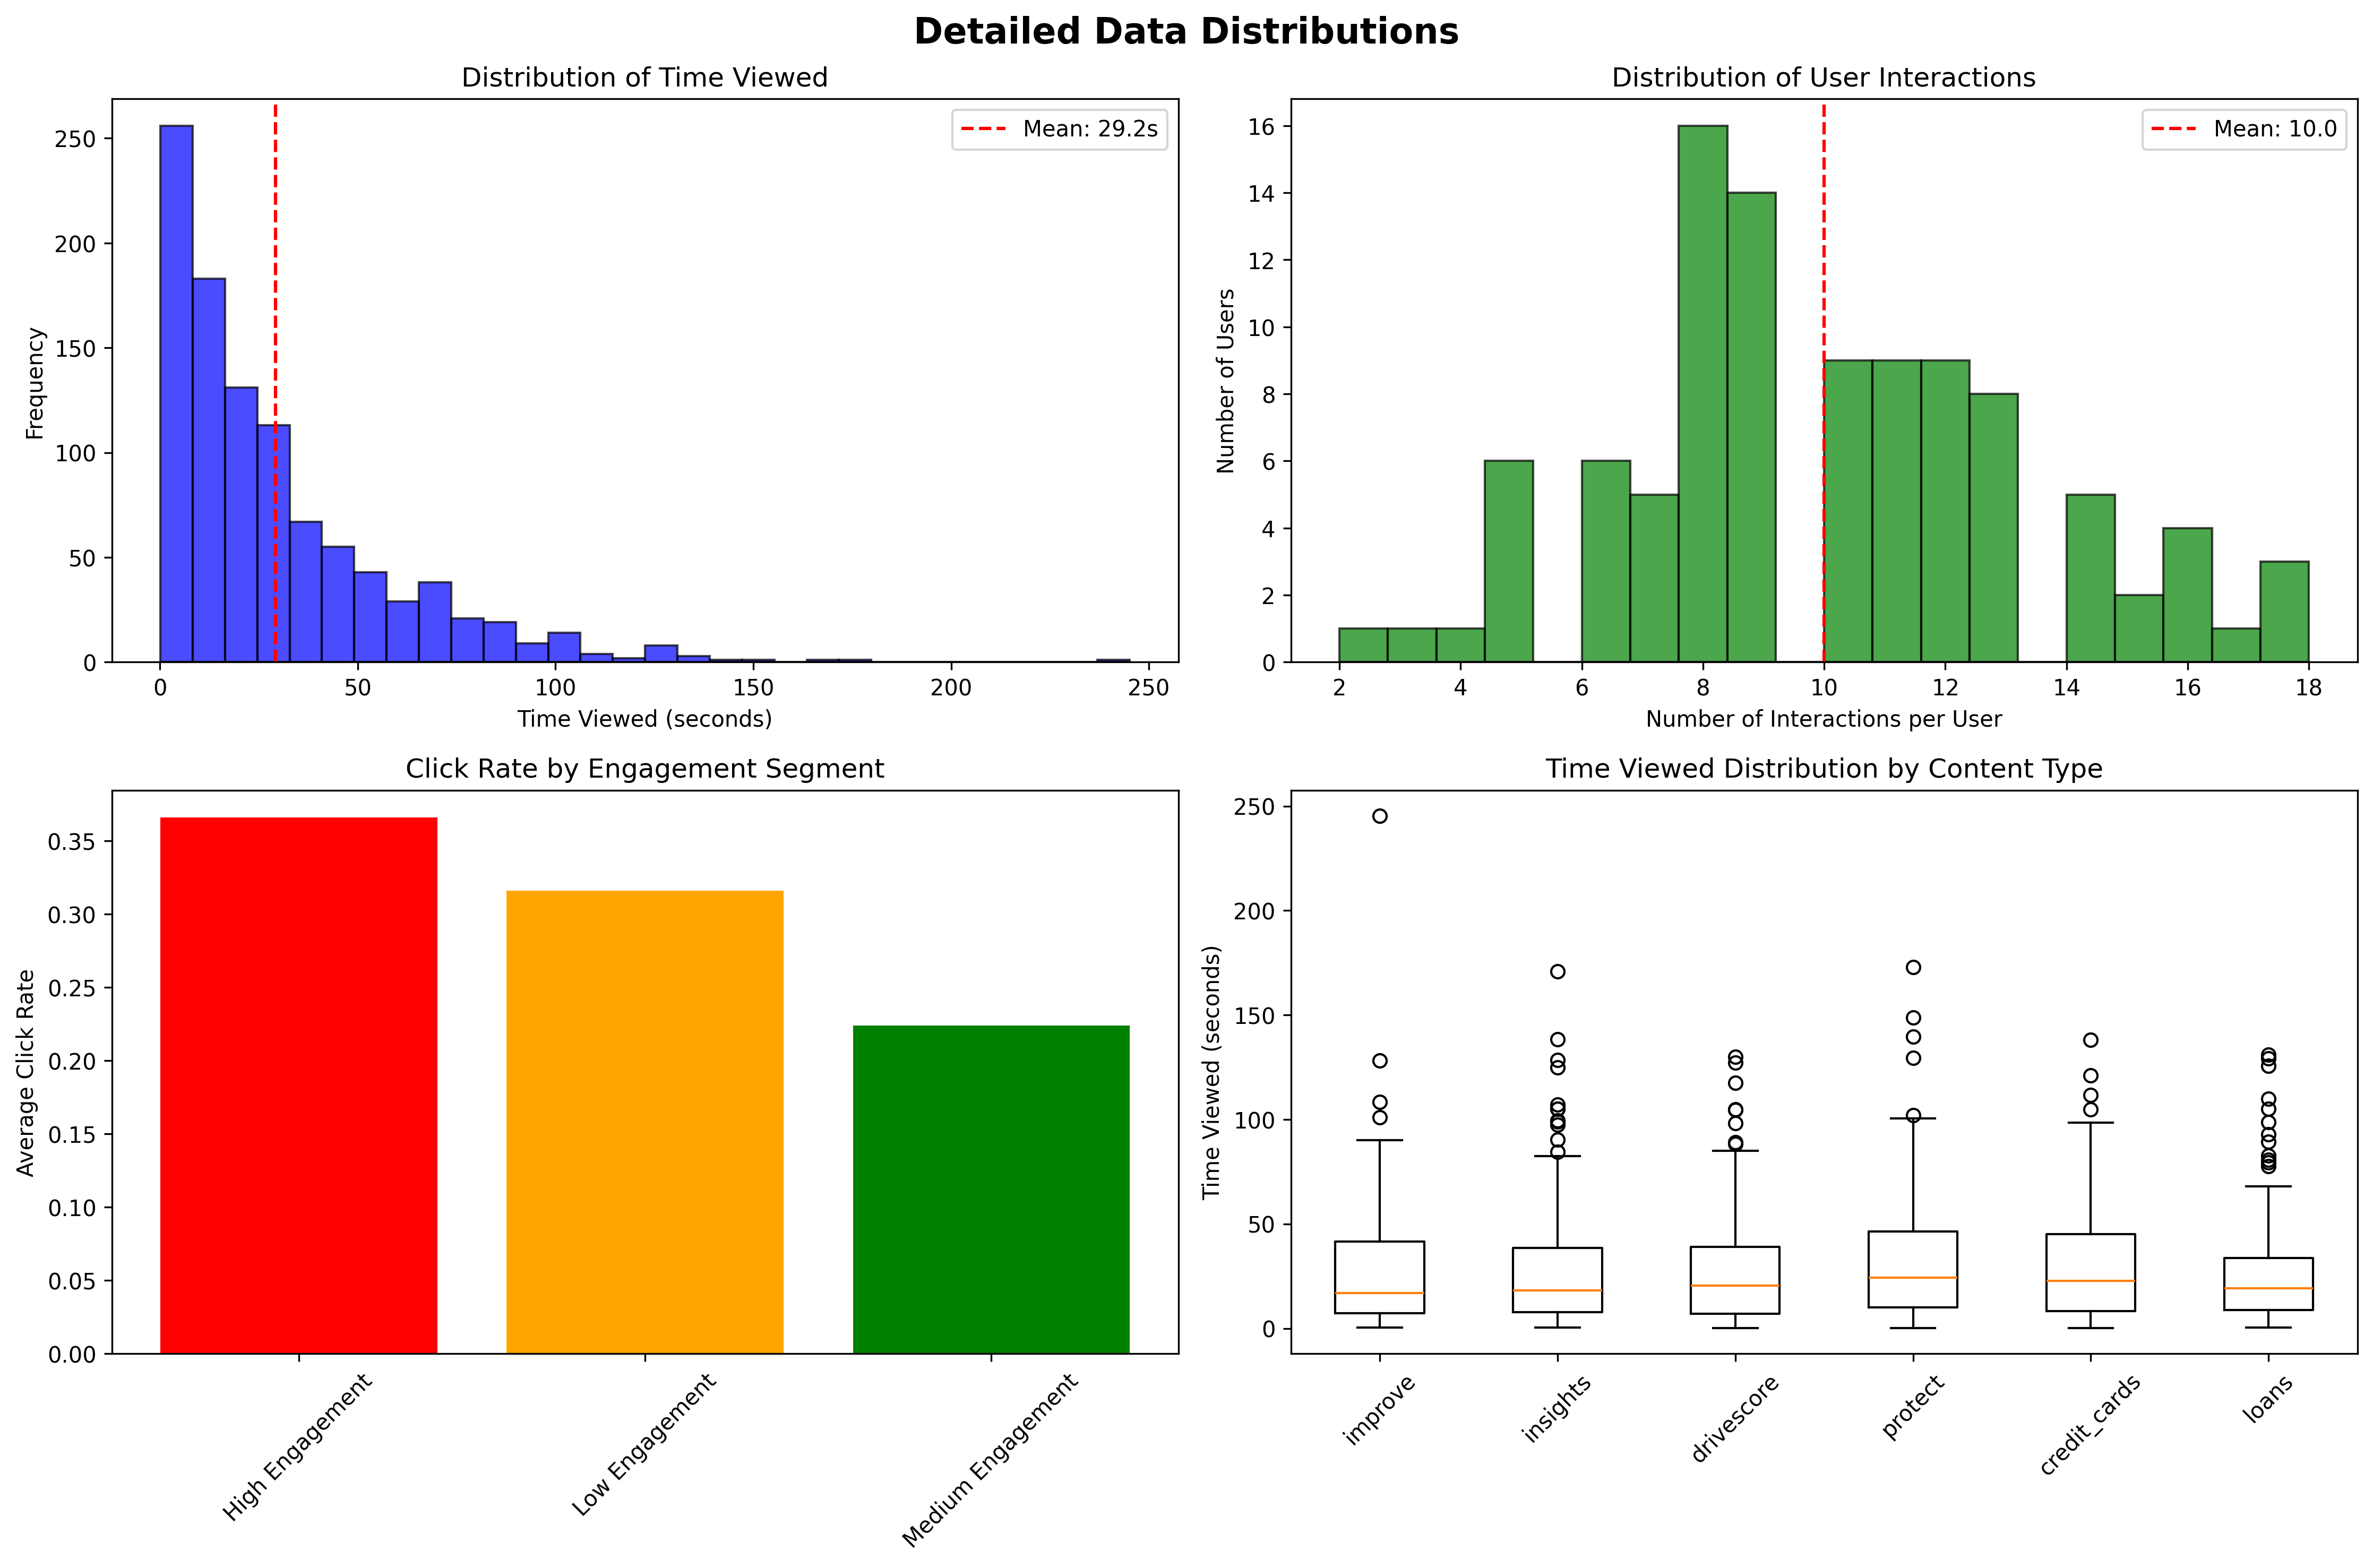 Detailed Data Distributions
Distribution of Time Viewed
Mean: 29.2s
250
200
150
100
50
0
Frequency
0 50 100 150 200 250
Time Viewed (seconds)
Distribution of User Interactions
Mean: 10.0
16
14
12
10
8
6
4
2
0
Number of Users
2 4 6 8 10 12 14 16 18
Number of Interactions per User
Click Rate by Engagement Segment
0.35
0.30
0.25
0.20
0.15
0.10
0.05
0.00
Average Click Rate
High Engagement
Low Engagement
Medium Engagement
Time Viewed Distribution by Content Type
250
200
150
100
50
0
Time Viewed (seconds)
improve
insights
drivescore
protect
credit_cards
loans